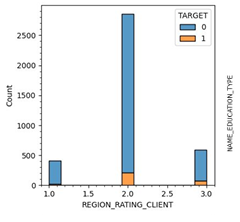 TARGET
0
1
2500
2000
1500
1000
500
0
Count
1.0 1.5 2.0 2.5 3.0
REGION_RATING_CLIENT
NAME_EDUCATION_TYPE